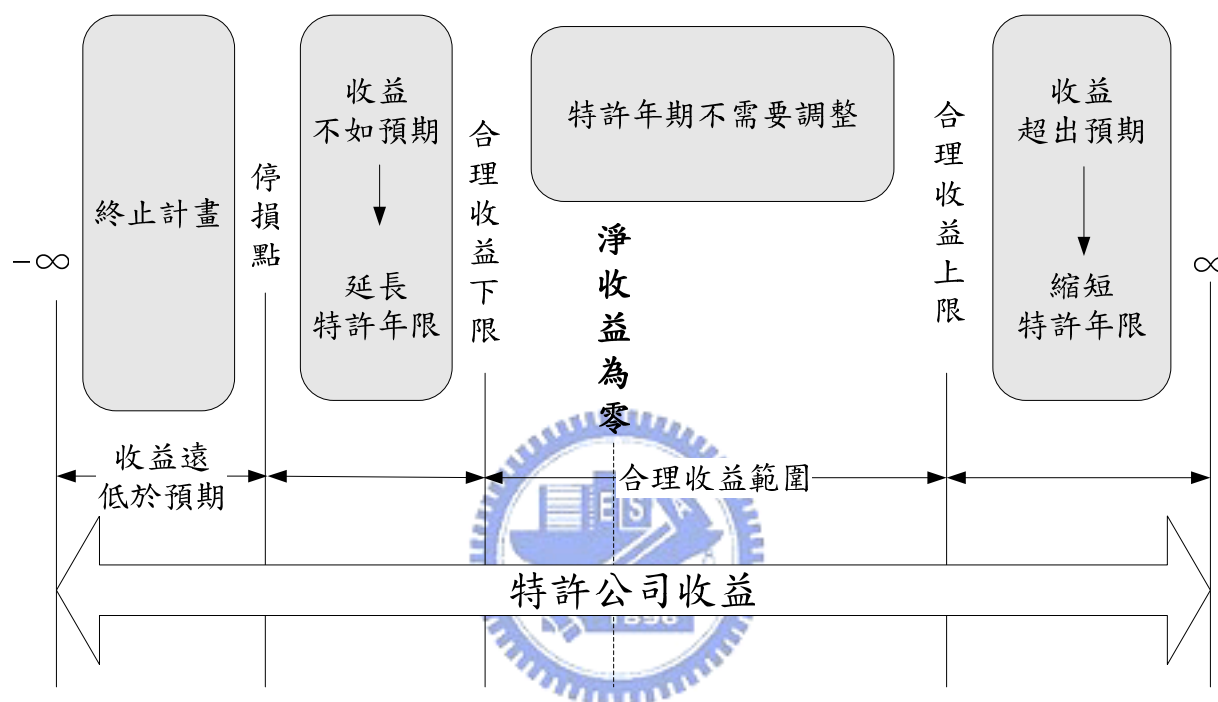 終止計畫
收益
不如預期
延長
特許年限
特許年期不需要調整
收益
超出預期
縮短
特許年限
−∞
停損點
合理收益下限
淨收益為零
合理收益上限
∞
收益遠
低於預期
合理收益範圍
特許公司收益
ESA
1896